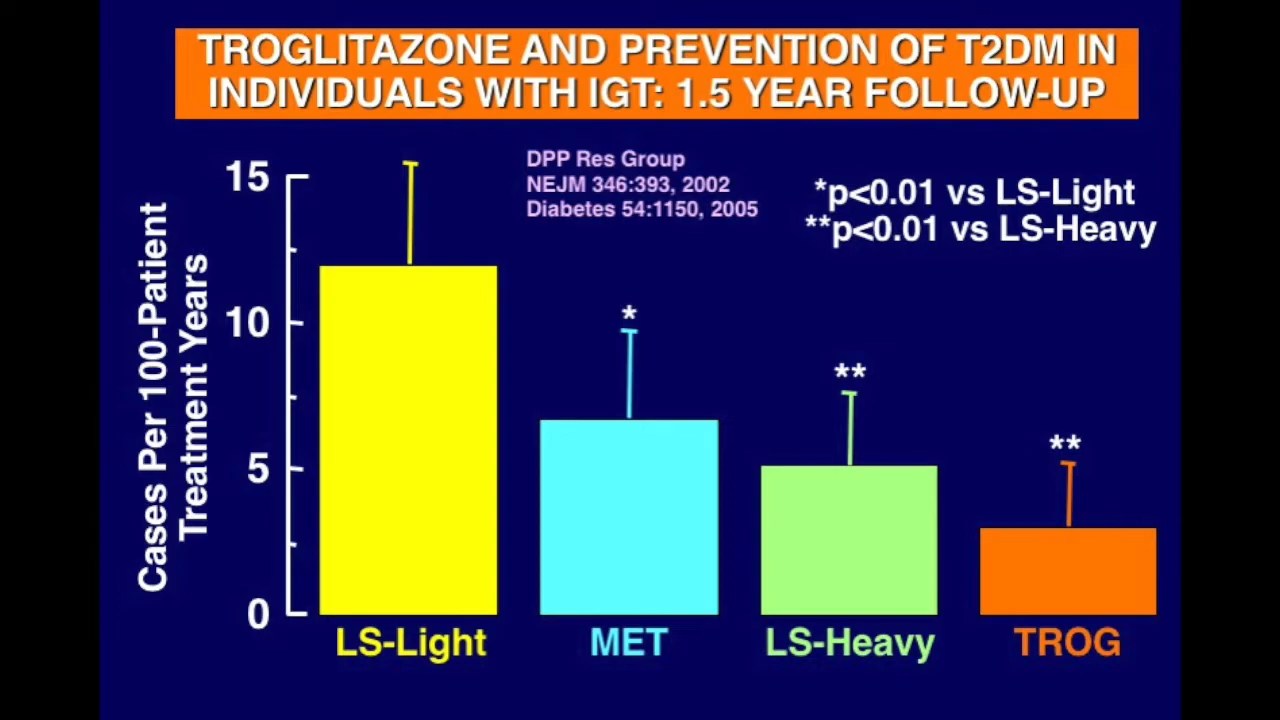 TROGLITAZONE AND PREVENTION OF T2DM IN
INDIVIDUALS WITH IGT: 1.5 YEAR FOLLOW-UP
DPP Res Group
NEJM 346:393, 2002
Diabetes 54:1150, 2005
*p<0.01 vs LS-Light
**p<0.01 vs LS-Heavy
Cases Per 100-Patient
Treatment Years
15
10
5
0
*
**
**
LS-Light
MET
LS-Heavy
TROG